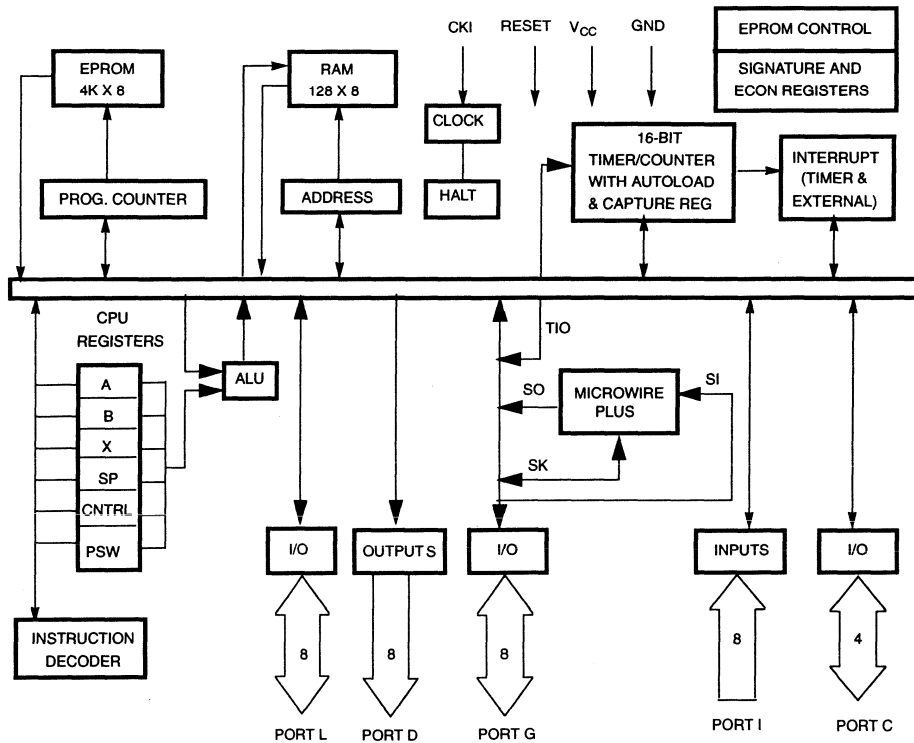 CKI
RESET
VCC
GND
EPROM
4K X 8
RAM
128 X 8
EPROM CONTROL
SIGNATURE AND
ECON REGISTERS
CLOCK
HALT
16-BIT
TIMER/COUNTER
WITH AUTOLOAD
& CAPTURE REG
INTERRUPT
(TIMER &
EXTERNAL)
PROG. COUNTER
ADDRESS
CPU
REGISTERS
A
B
X
SP
CNTRL
PSW
ALU
TIO
SO
MICROWIRE
PLUS
SI
SK
I/O
OUTPUTS
I/O
INPUTS
I/O
INSTRUCTION
DECODER
8
8
8
8
4
PORT L
PORT D
PORT G
PORT I
PORT C